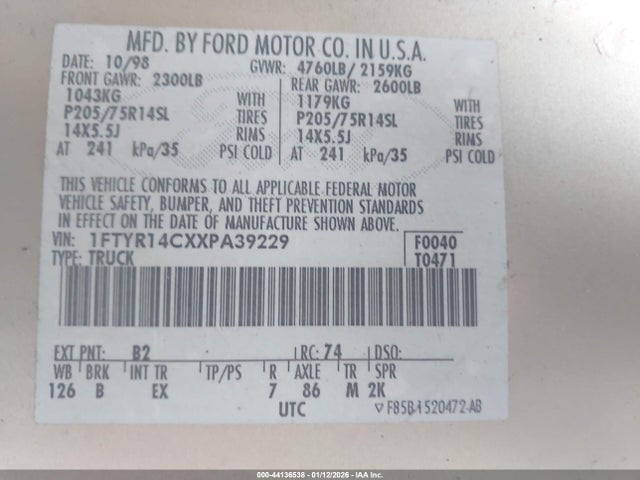 MFD. BY FORD MOTOR CO. IN U.S.A.
DATE: 10/98 GVWR: 4760LB/ 2159KG
FRONT GAWR: 2300LB REAR GAWR: 2600LB
1043KG WITH 1179KG WITH
P205/75R14SL TIRES P205/75R14SL TIRES
14X5.5J RIMS 14X5.5J RIMS
AT 241 kPa/35 PSI COLD AT 241 kPa/35 PSI COLD
THIS VEHICLE CONFORMS TO ALL APPLICABLE FEDERAL MOTOR
VEHICLE SAFETY, BUMPER, AND THEFT PREVENTION STANDARDS
IN EFFECT ON THE DATE OF MANUFACTURE SHOWN ABOVE.
VIN: 1FTYR14CXXPA39229 F0040
TYPE: TRUCK T0471
EXT PNT: B2 RC: 74 DSO:
WB BRK INT TR TP/PS R AXLE TR SPR
126 B EX 7 86 M 2K
UTC F85B-1520472-AB
000-44136538 - 01/12/2026 - IAA Inc.